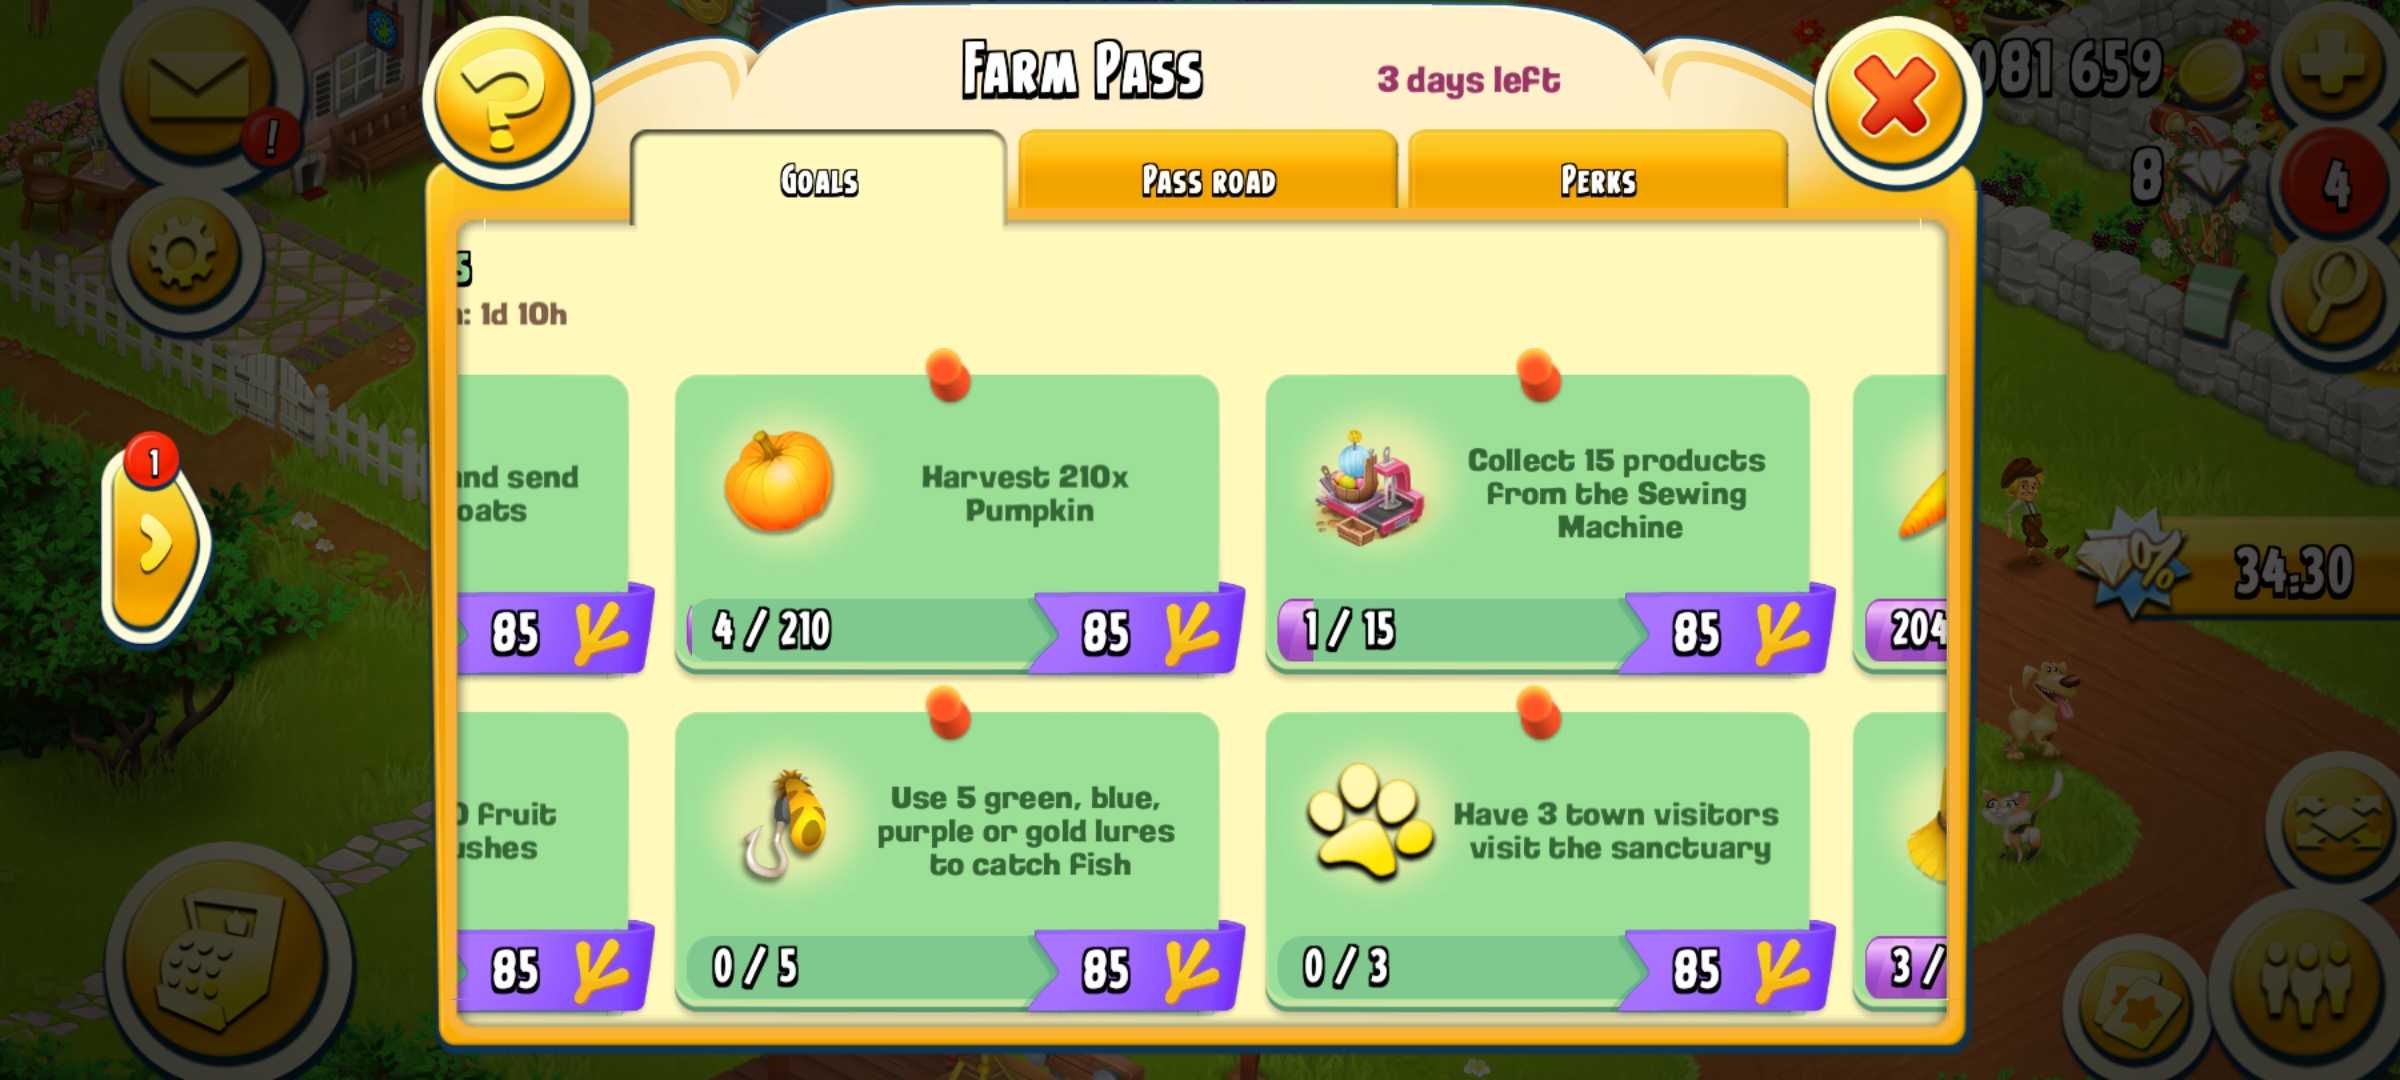 FARM PASS
3 days left
081 659
!
GOALS
PASS ROAD
PERKS
8
4
1d 10h
and send
Harvest 210x
Pumpkin
Collect 15 products
from the Sewing
Machine
1
34:30
85
4 / 210
85
1 / 15
85
204
fruit
Use 5 green, blue,
purple or gold lures
to catch fish
Have 3 town visitors
visit the sanctuary
85
0 / 5
85
0 / 3
85
3 /
%